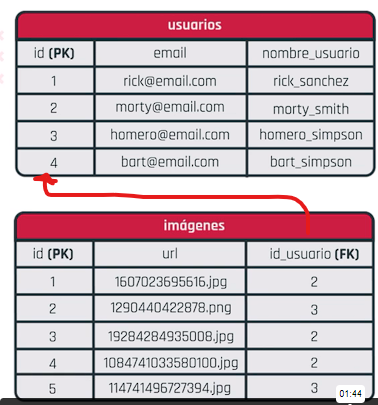 usuarios
id (PK) email nombre_usuario
1 rick@email.com rick_sanchez
2 morty@email.com morty_smith
3 homero@email.com homero_simpson
4 bart@email.com bart_simpson
imágenes
id (PK) url id_usuario (FK)
1 1607023695616.jpg 2
2 1290440422878.png 3
3 19284284935008.jpg 2
4 1084741033580100.jpg 2
5 114741496727394.jpg 3
01:44